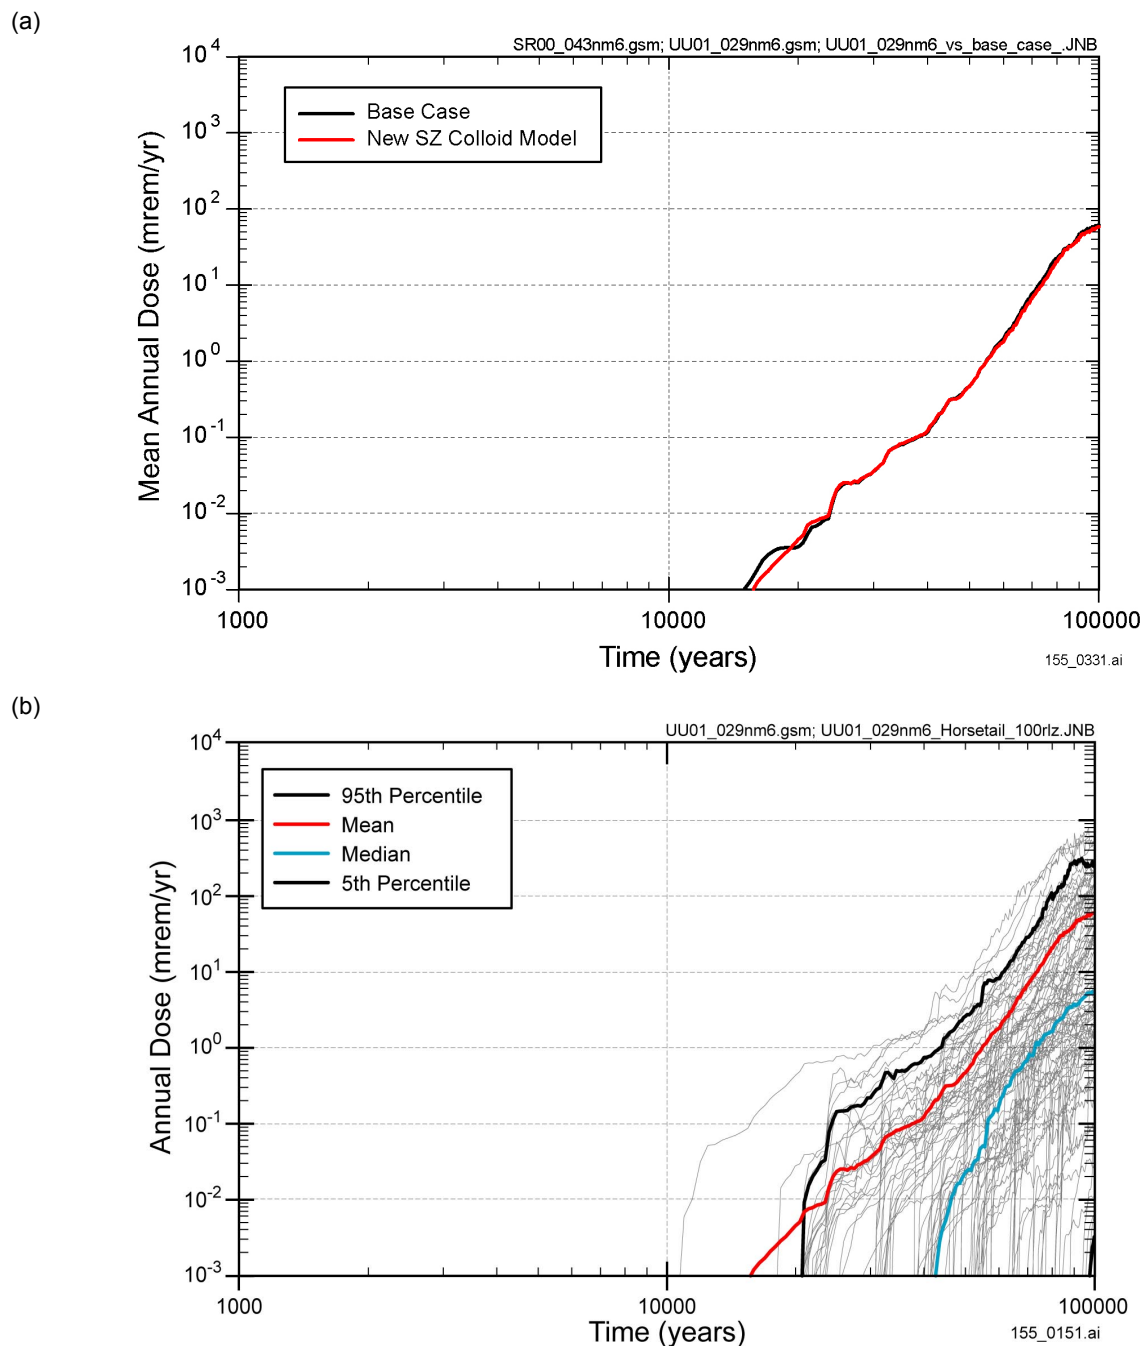 (a)
SR00_043nm6.gsm; UU01_029nm6.gsm; UU01_029nm6_vs_base_case_.JNB
10^4
Base Case
New SZ Colloid Model
10^3
10^2
10^1
10^0
10^-1
10^-2
10^-3
Mean Annual Dose (mrem/yr)
1000 10000 100000
Time (years)
155_0331.ai
(b)
UU01_029nm6.gsm; UU01_029nm6_Horsetail_100rlz.JNB
10^4
95th Percentile
Mean
Median
5th Percentile
10^3
10^2
10^1
10^0
10^-1
10^-2
10^-3
Annual Dose (mrem/yr)
1000 10000 100000
Time (years)
155_0151.ai